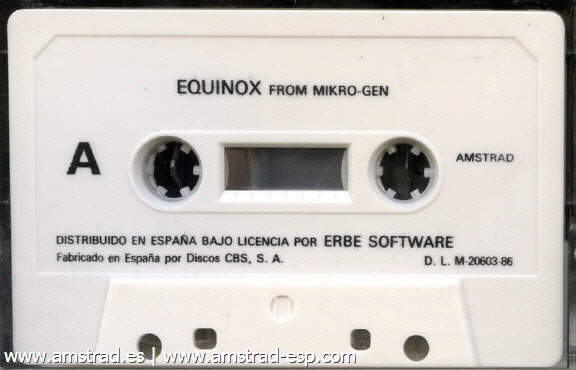 EQUINOX FROM MIKRO-GEN
A
AMSTRAD
DISTRIBUIDO EN ESPAÑA BAJO LICENCIA POR ERBE SOFTWARE
Fabricado en España por Discos CBS, S. A. D. L. M-20603-86
www.amstrad.es | www.amstrad-esp.com